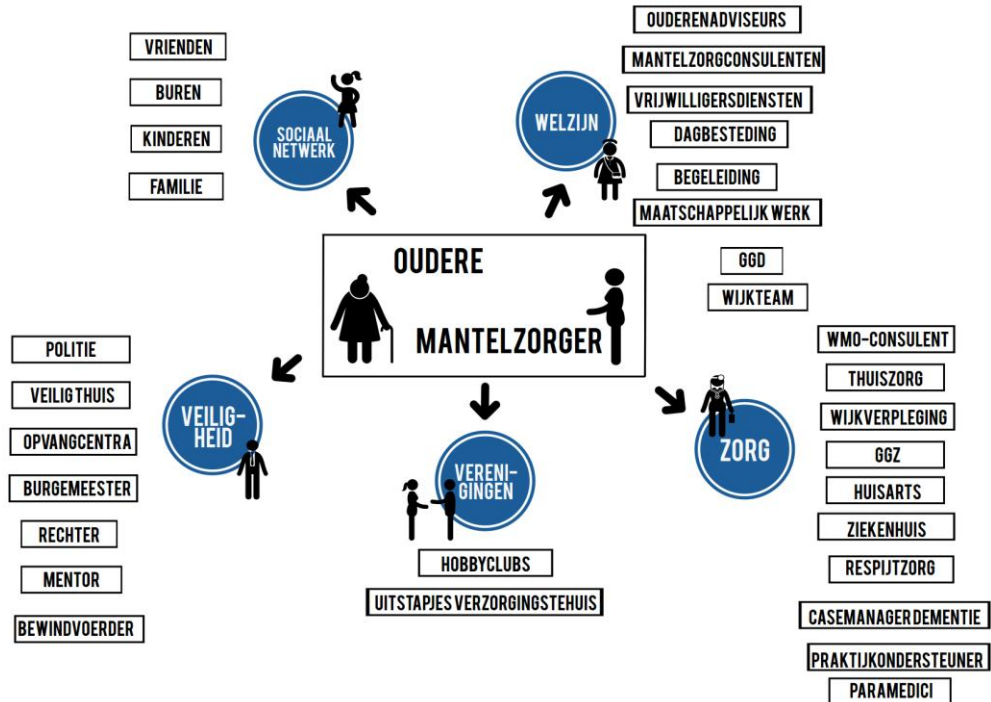 VRIENDEN
BUREN
KINDEREN
FAMILIE
SOCIAAL
NETWERK
WELZIJN
OUDERENADVISEURS
MANTELZORGCONSULENTEN
VRIJWILLIGERSDIENSTEN
DAGBESTEDING
BEGELEIDING
MAATSCHAPPELIJK WERK
GGD
WIJKTEAM
OUDERE
MANTELZORGER
POLITIE
VEILIG THUIS
OPVANGCENTRA
BURGEMEESTER
RECHTER
MENTOR
BEWINDVOERDER
VEILIG-
HEID
VERENI-
GINGEN
HOBBYCLUBS
UITSTAPJES VERZORGINGSTEHUIS
ZORG
WMO-CONSULENT
THUISZORG
WIJKVERPLEGING
GGZ
HUISARTS
ZIEKENHUIS
RESPIJTZORG
CASEMANAGER DEMENTIE
PRAKTIJKONDERSTEUNER
PARAMEDICI